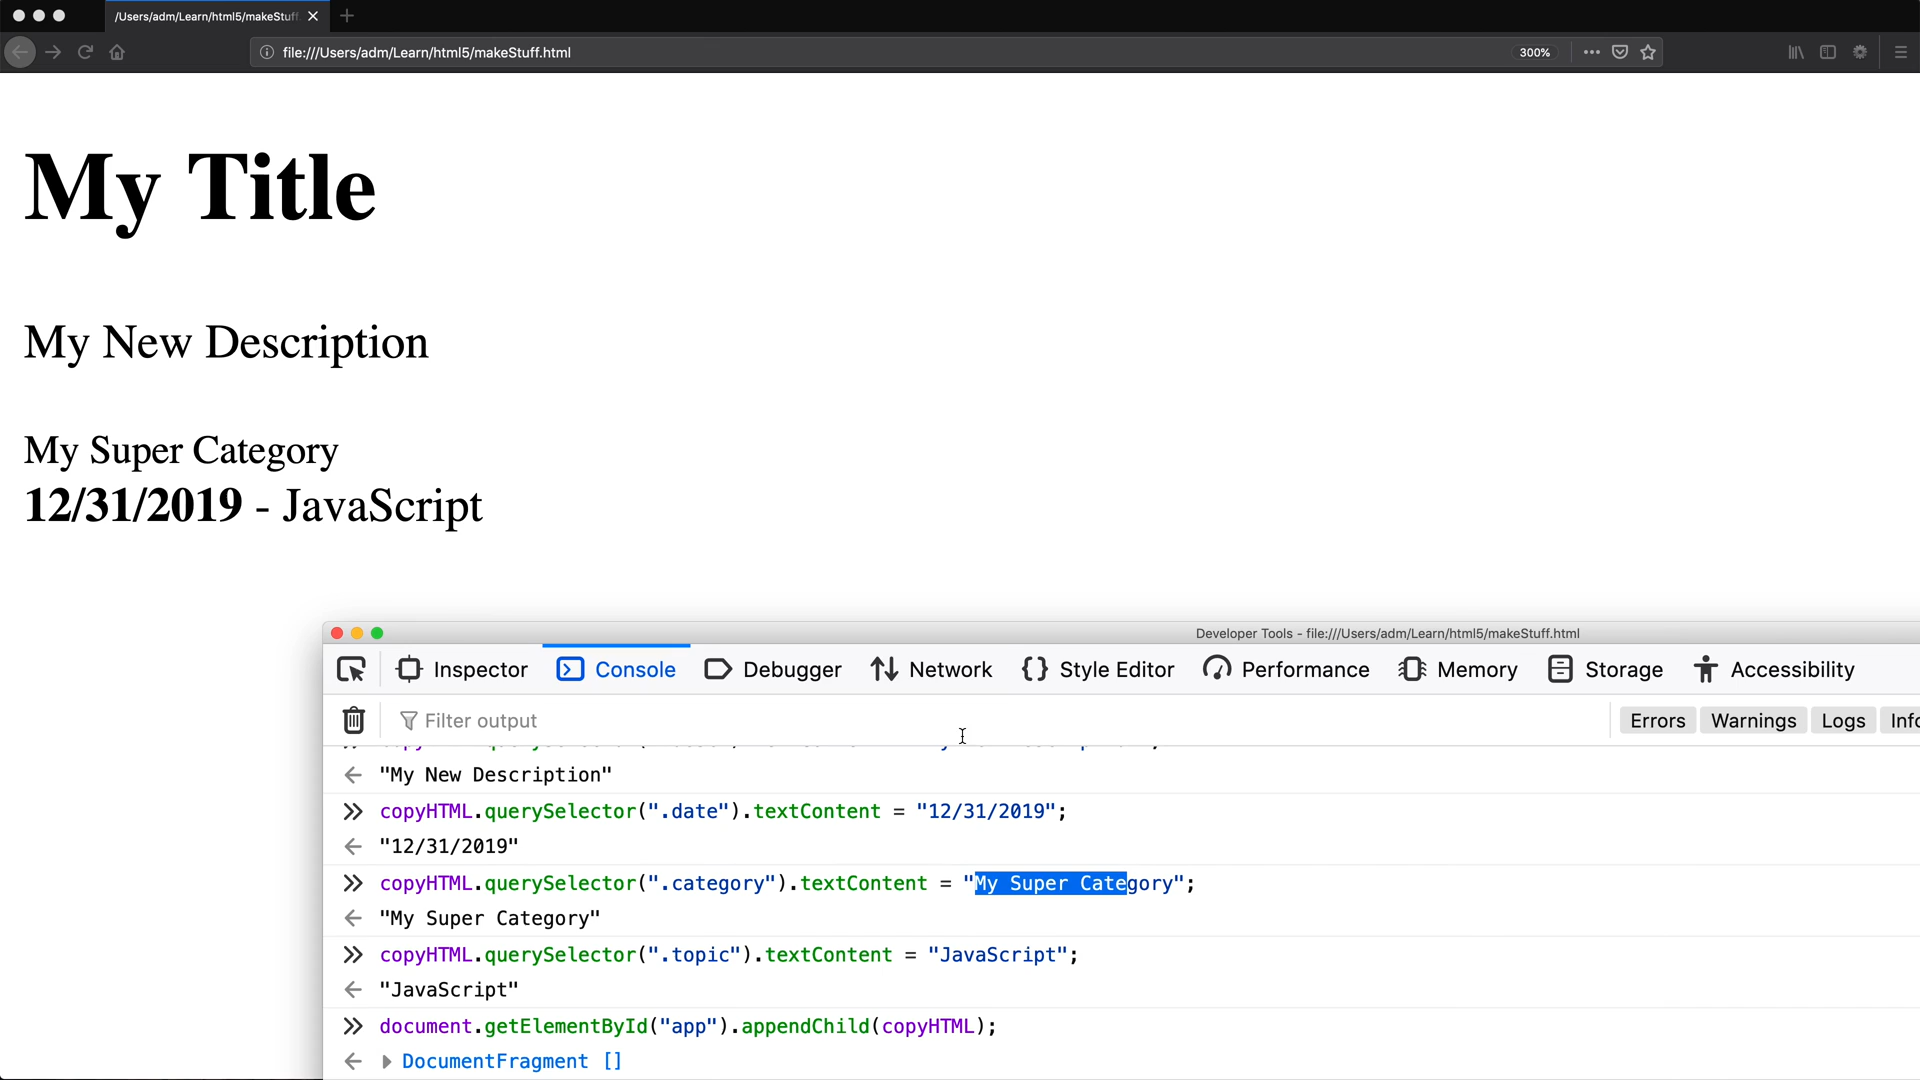 /Users/adm/Learn/html5/makeStuff
file:///Users/adm/Learn/html5/makeStuff.html
300%
My Title
My New Description
My Super Category
12/31/2019 - JavaScript
Developer Tools - file:///Users/adm/Learn/html5/makeStuff.html
Inspector Console Debugger Network {} Style Editor Performance Memory Storage Accessibility
Filter output
Errors Warnings Logs
"My New Description"
copyHTML.querySelector(".date").textContent = "12/31/2019";
"12/31/2019"
copyHTML.querySelector(".category").textContent = "My Super Category";
"My Super Category"
copyHTML.querySelector(".topic").textContent = "JavaScript";
"JavaScript"
document.getElementById("app").appendChild(copyHTML);
DocumentFragment []